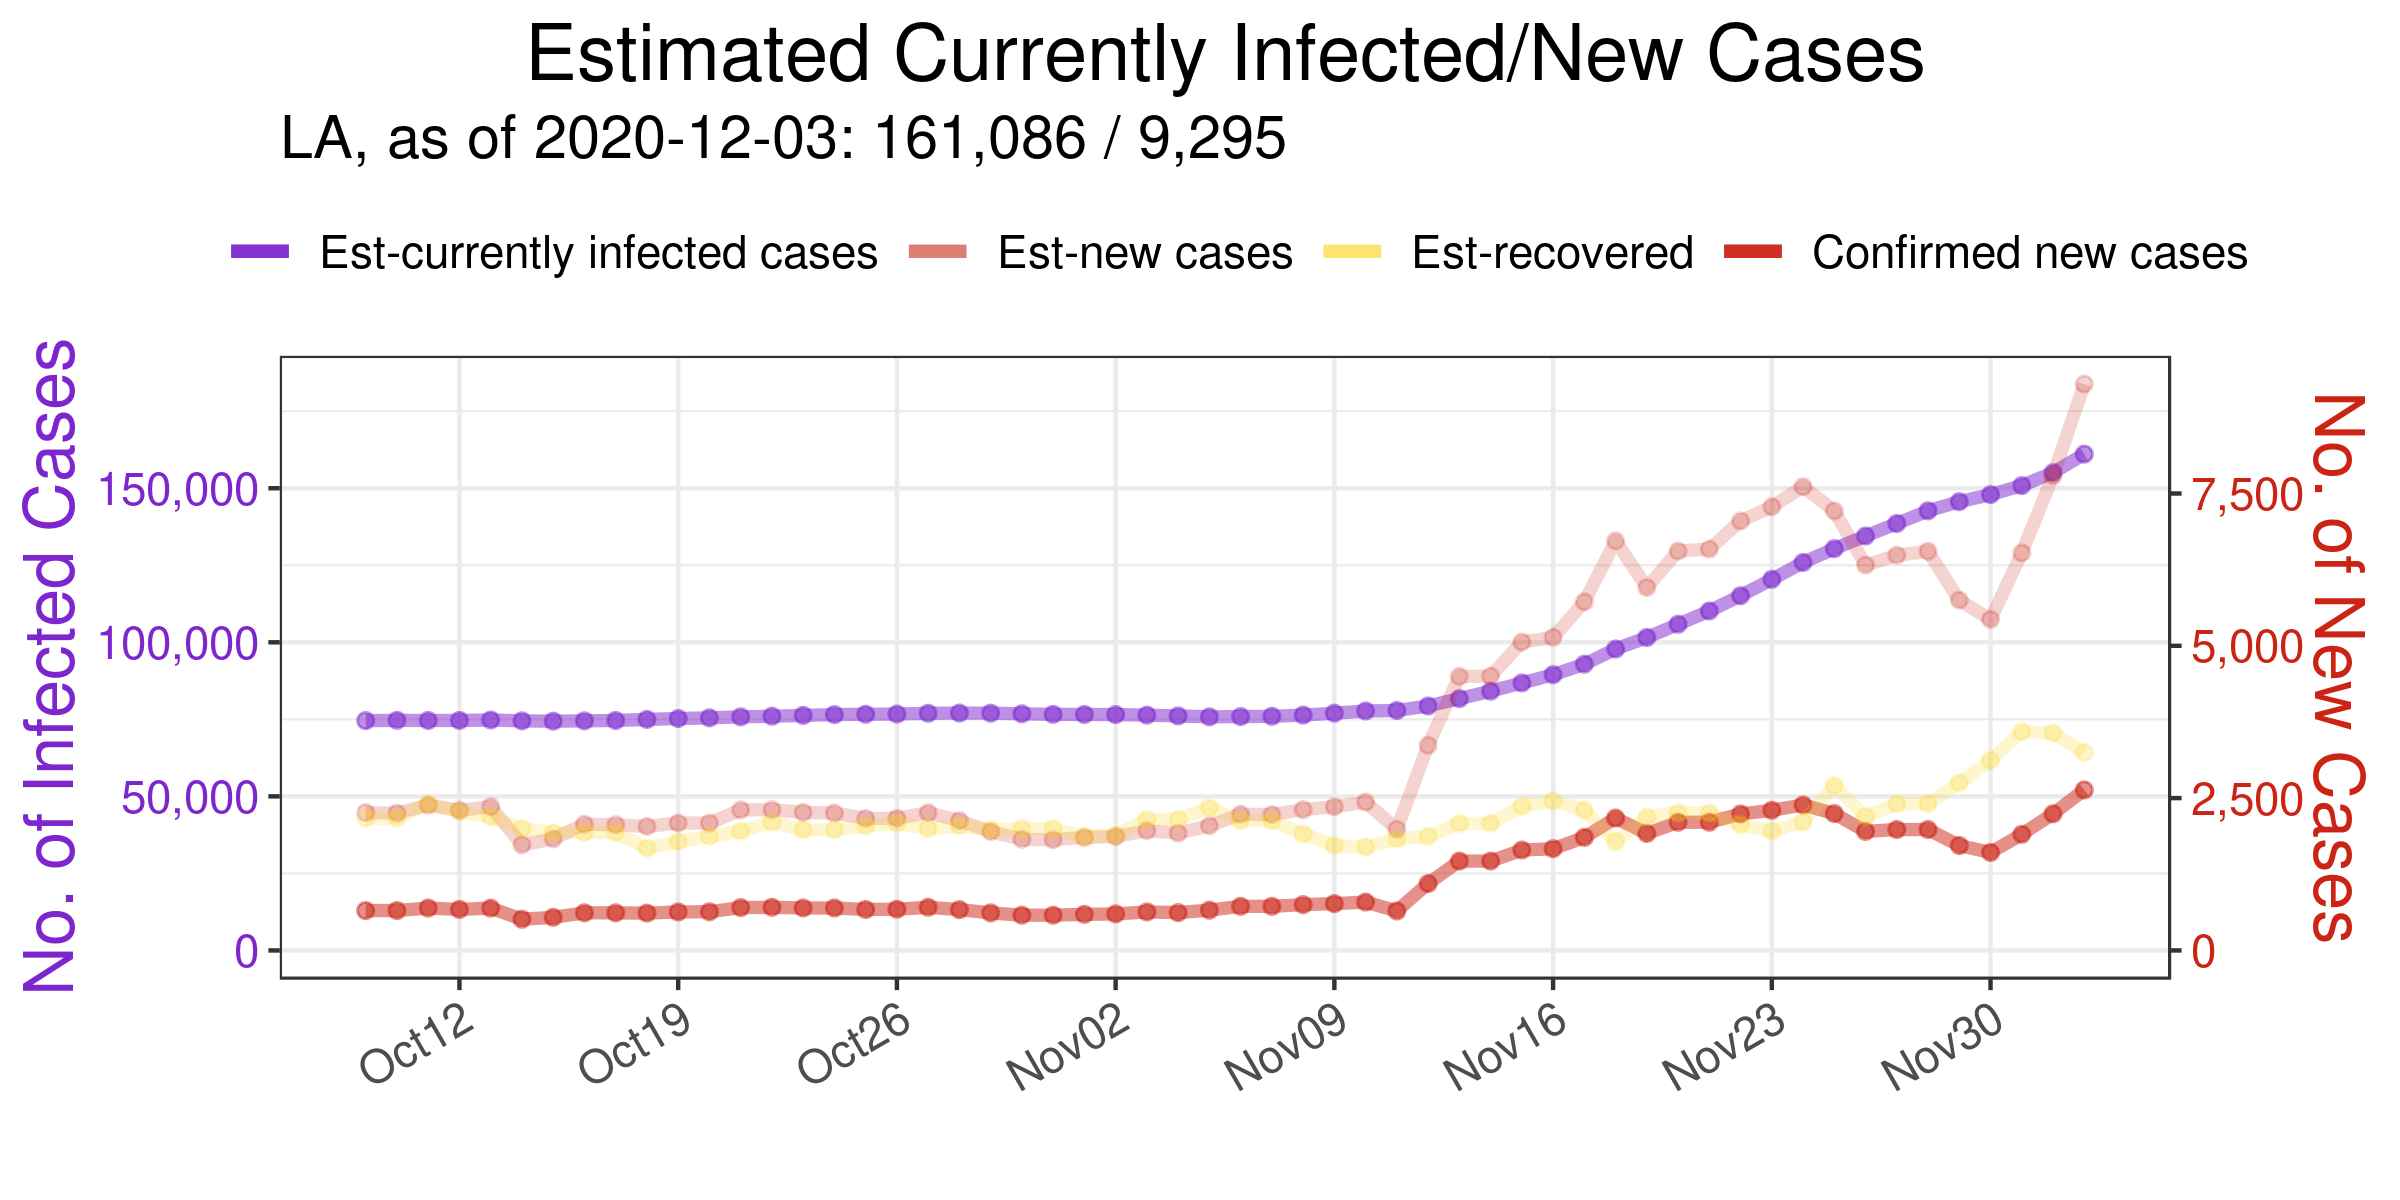 Estimated Currently Infected/New Cases
LA, as of 2020-12-03: 161,086 / 9,295
Est-currently infected cases Est-new cases Est-recovered Confirmed new cases
No. of Infected Cases
150,000
100,000
50,000
0
7,500
5,000
2,500
0
No. of New Cases
Oct12 Oct19 Oct26 Nov02 Nov09 Nov16 Nov23 Nov30